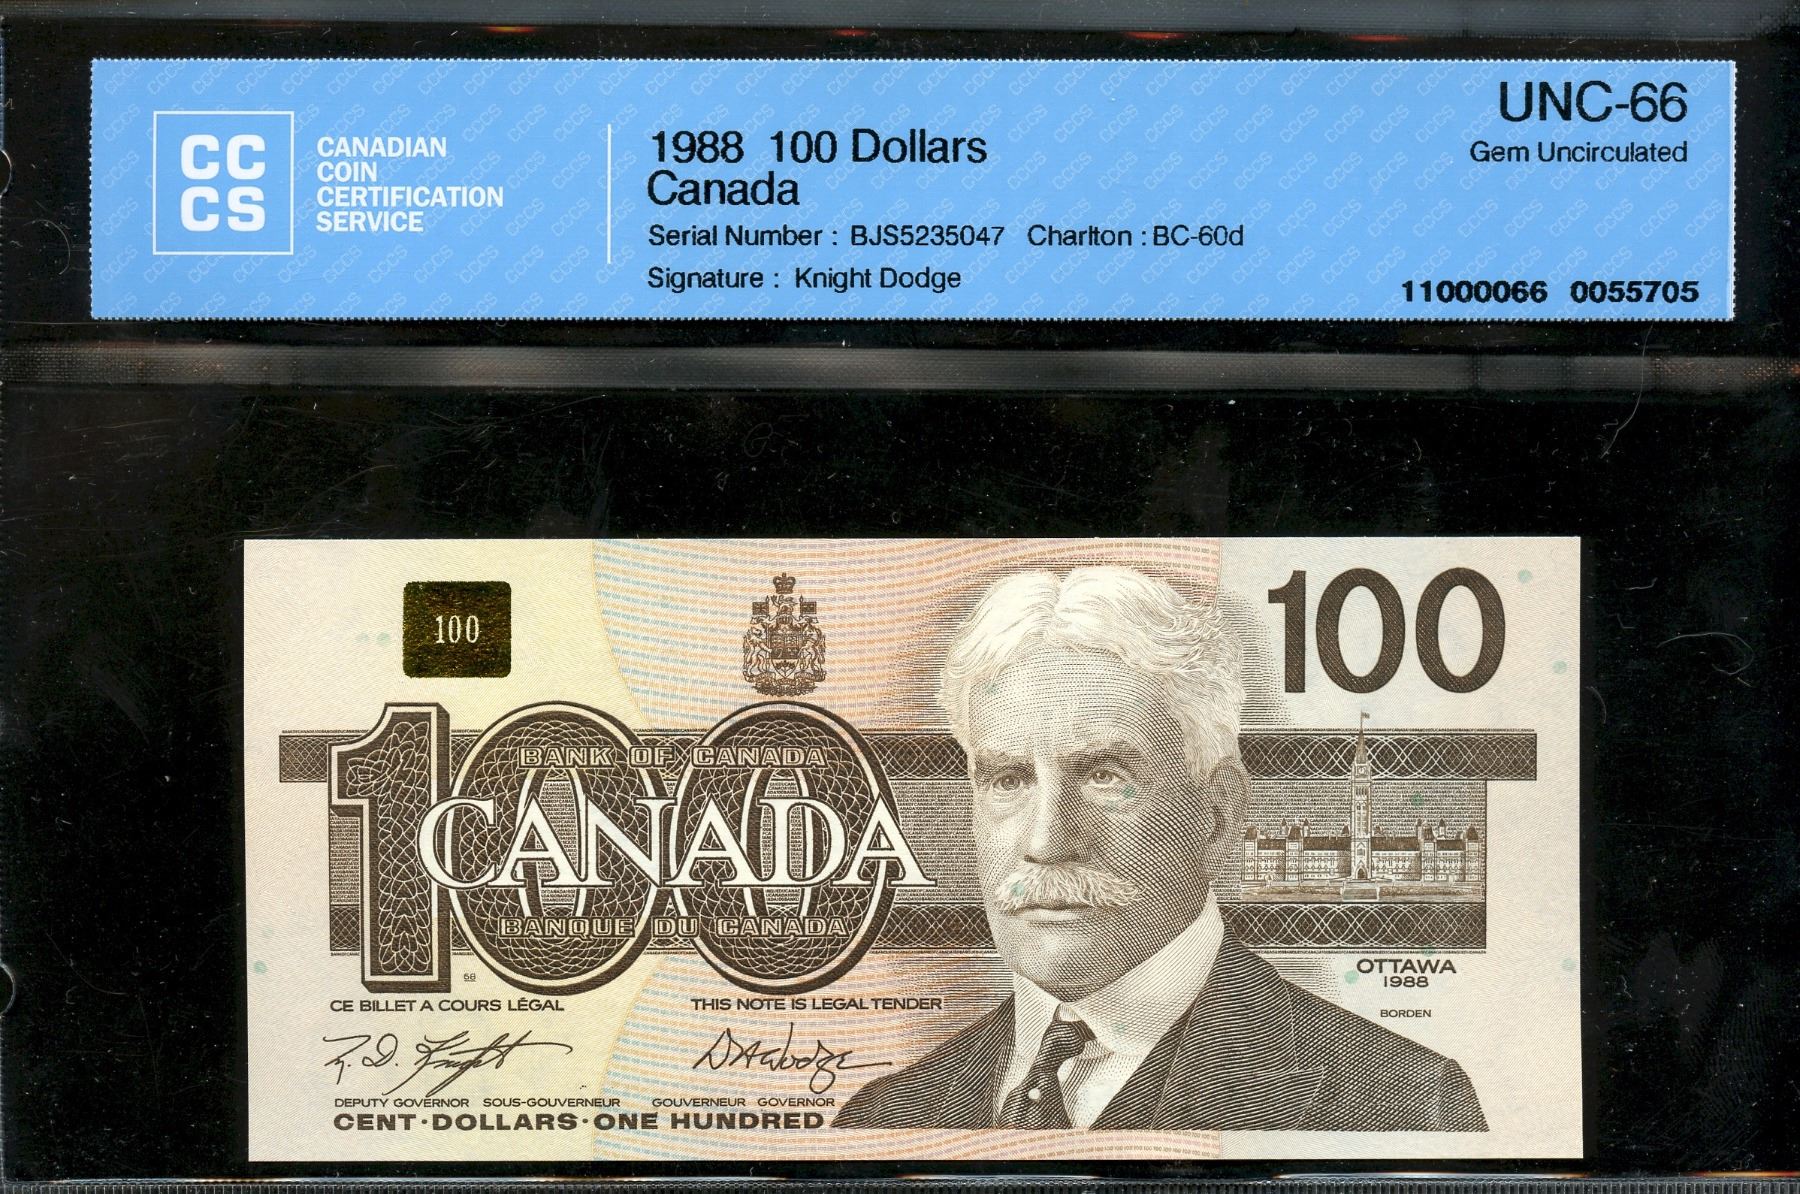 CC
CS
CANADIAN
COIN
CERTIFICATION
SERVICE
1988 100 Dollars
Canada
Serial Number : BJS5235047 Charlton : BC-60d
Signature : Knight Dodge
UNC-66
Gem Uncirculated
11000066 0055705
100
100
100
BANK OF CANADA
CANADA
BANQUE DU CANADA
CE BILLET A COURS LÉGAL
THIS NOTE IS LEGAL TENDER
OTTAWA
1988
BORDEN
DEPUTY GOVERNOR SOUS-GOUVERNEUR
GOUVERNEUR GOVERNOR
CENT·DOLLARS·ONE HUNDRED